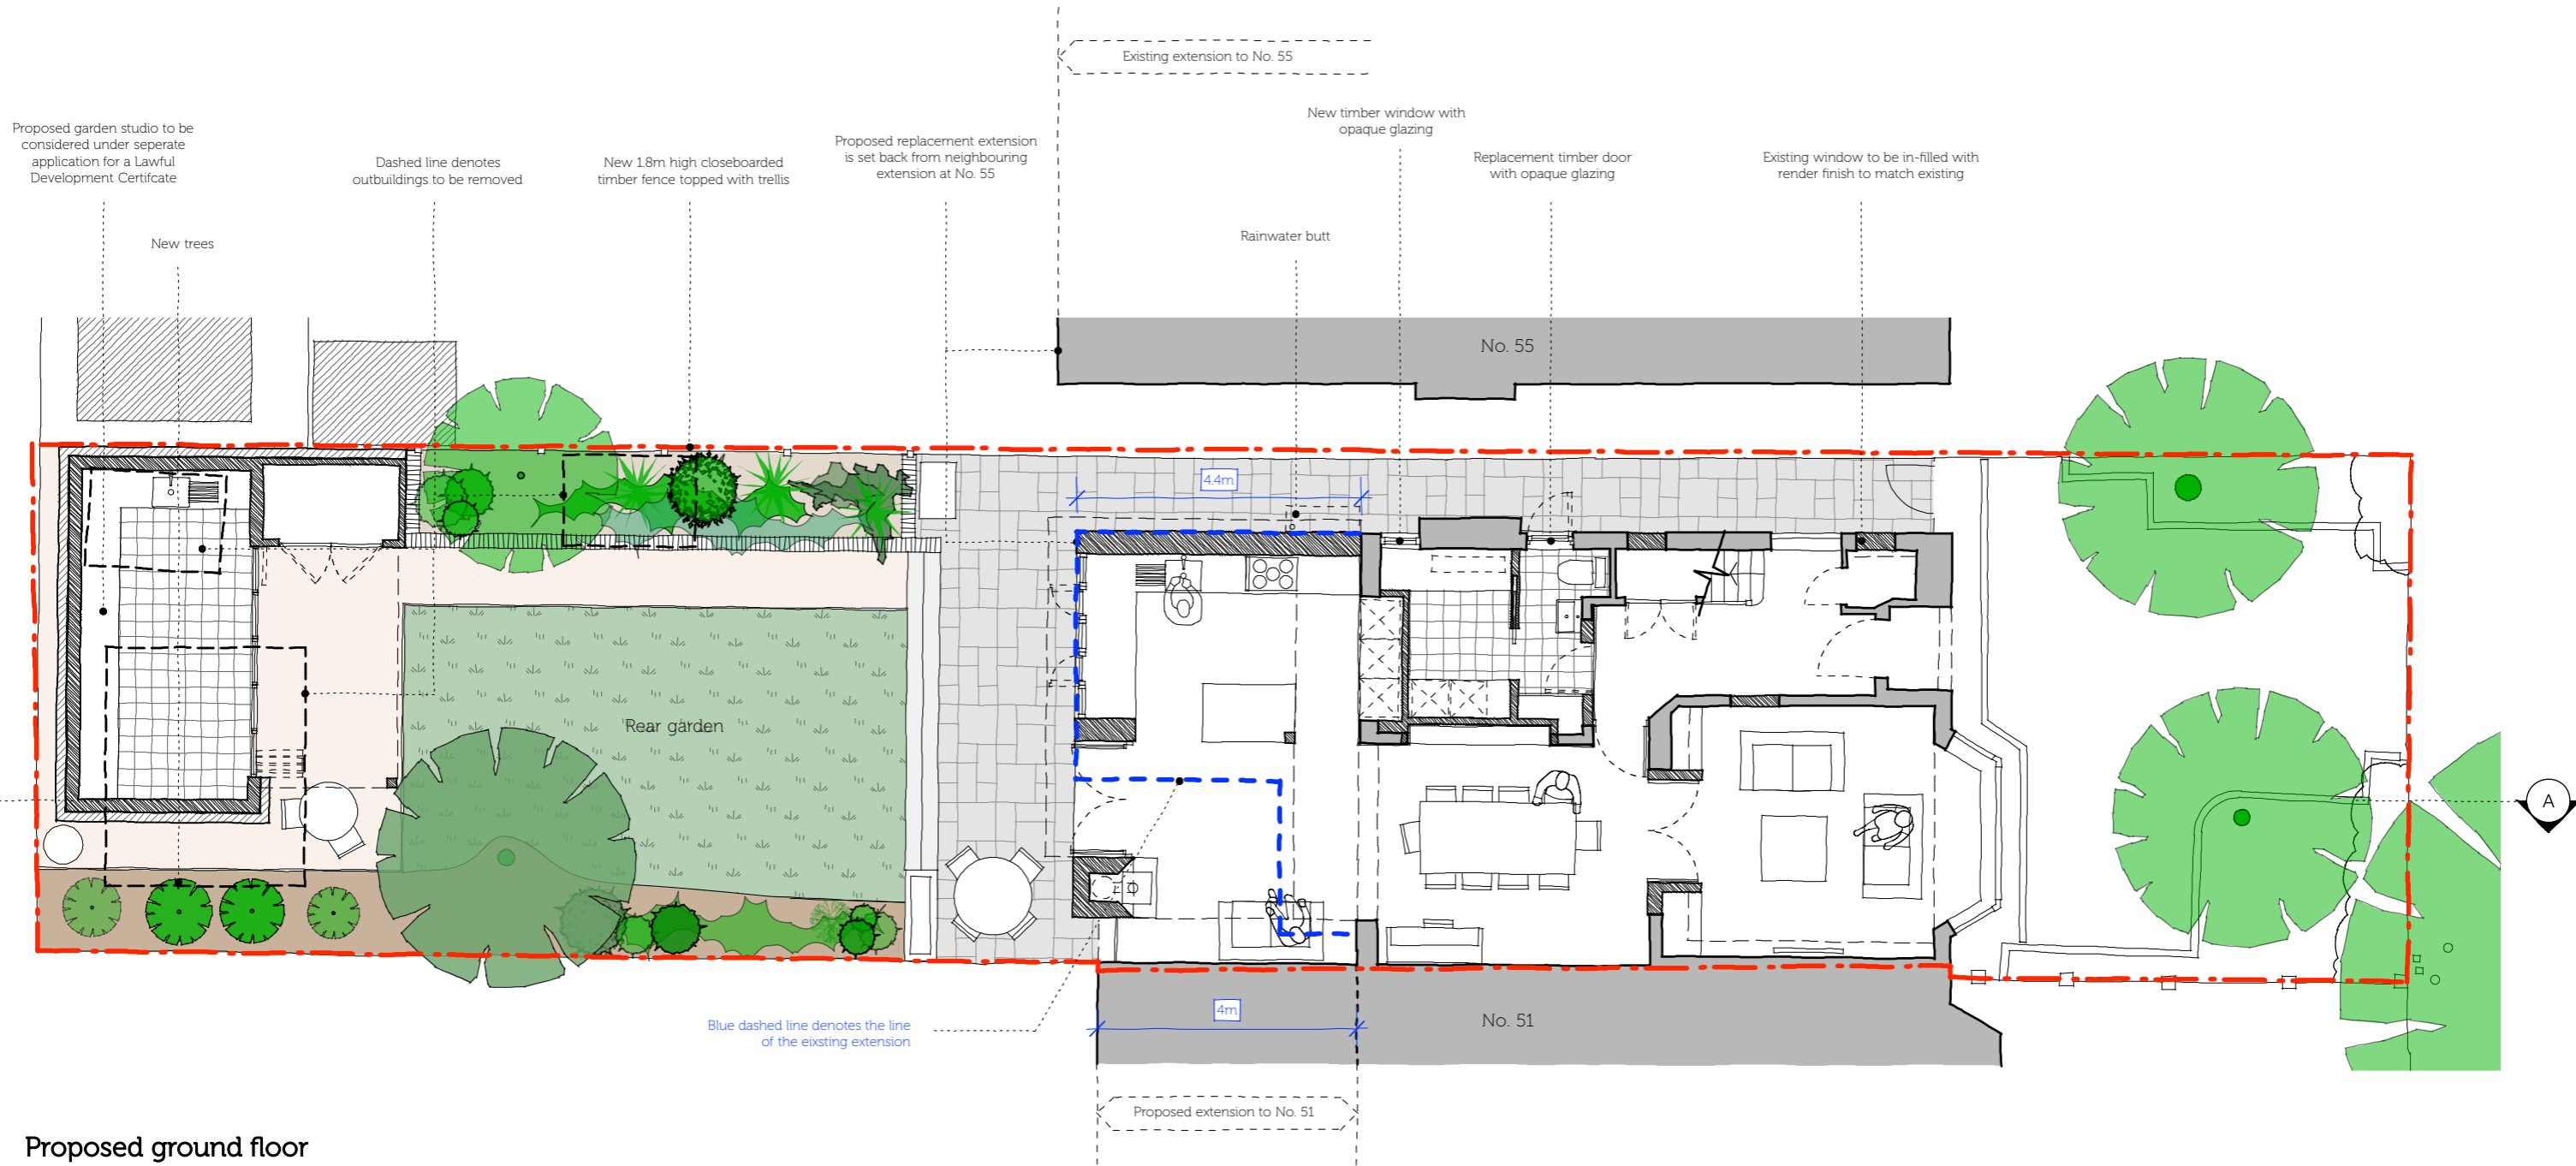 Existing extension to No. 55
New timber window with
opaque glazing
Proposed garden studio to be
considered under seperate
application for a Lawful
Development Certifcate
Dashed line denotes
outbuildings to be removed
New 1.8m high closeboarded
timber fence topped with trellis
Proposed replacement extension
is set back from neighbouring
extension at No. 55
Replacement timber door
with opaque glazing
Existing window to be in-filled with
render finish to match existing
New trees
Rainwater butt
No. 55
4.4m
Rear garden
A
Blue dashed line denotes the line
of the eixsting extension
4m
No. 51
Proposed extension to No. 51
Proposed ground floor